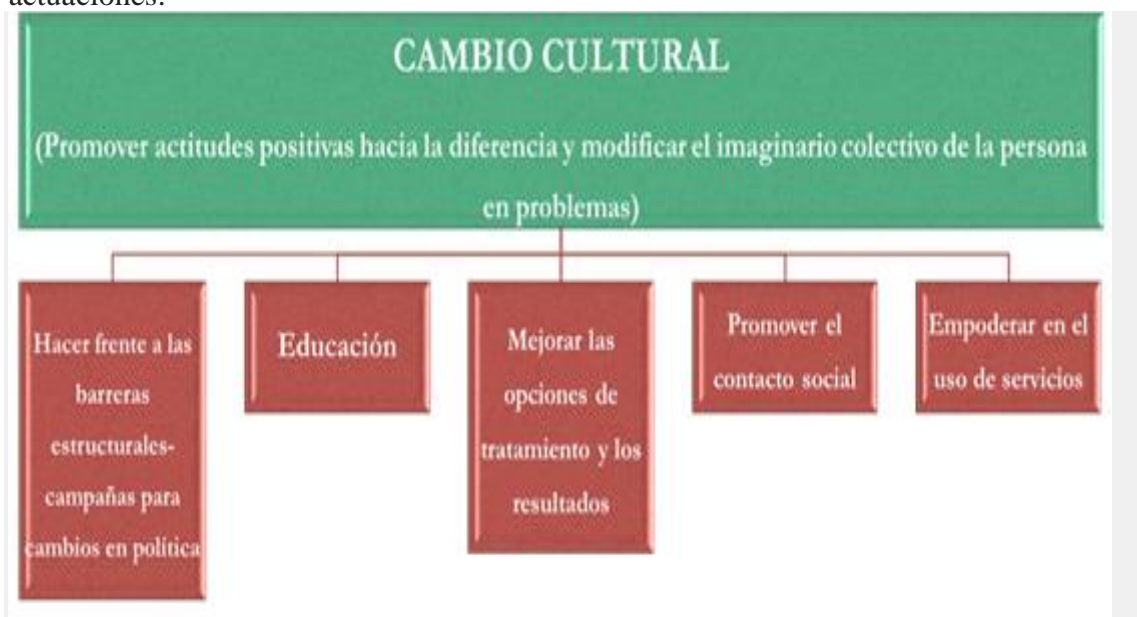 actuaciones:
CAMBIO CULTURAL
(Promover actitudes positivas hacia la diferencia y modificar el imaginario colectivo de la persona
en problemas)
Hacer frente a las
barreras
estructurales-
campañas para
cambios en política
Educación
Mejorar las
opciones de
tratamiento y los
resultados
Promover el
contacto social
Empoderar en el
uso de servicios